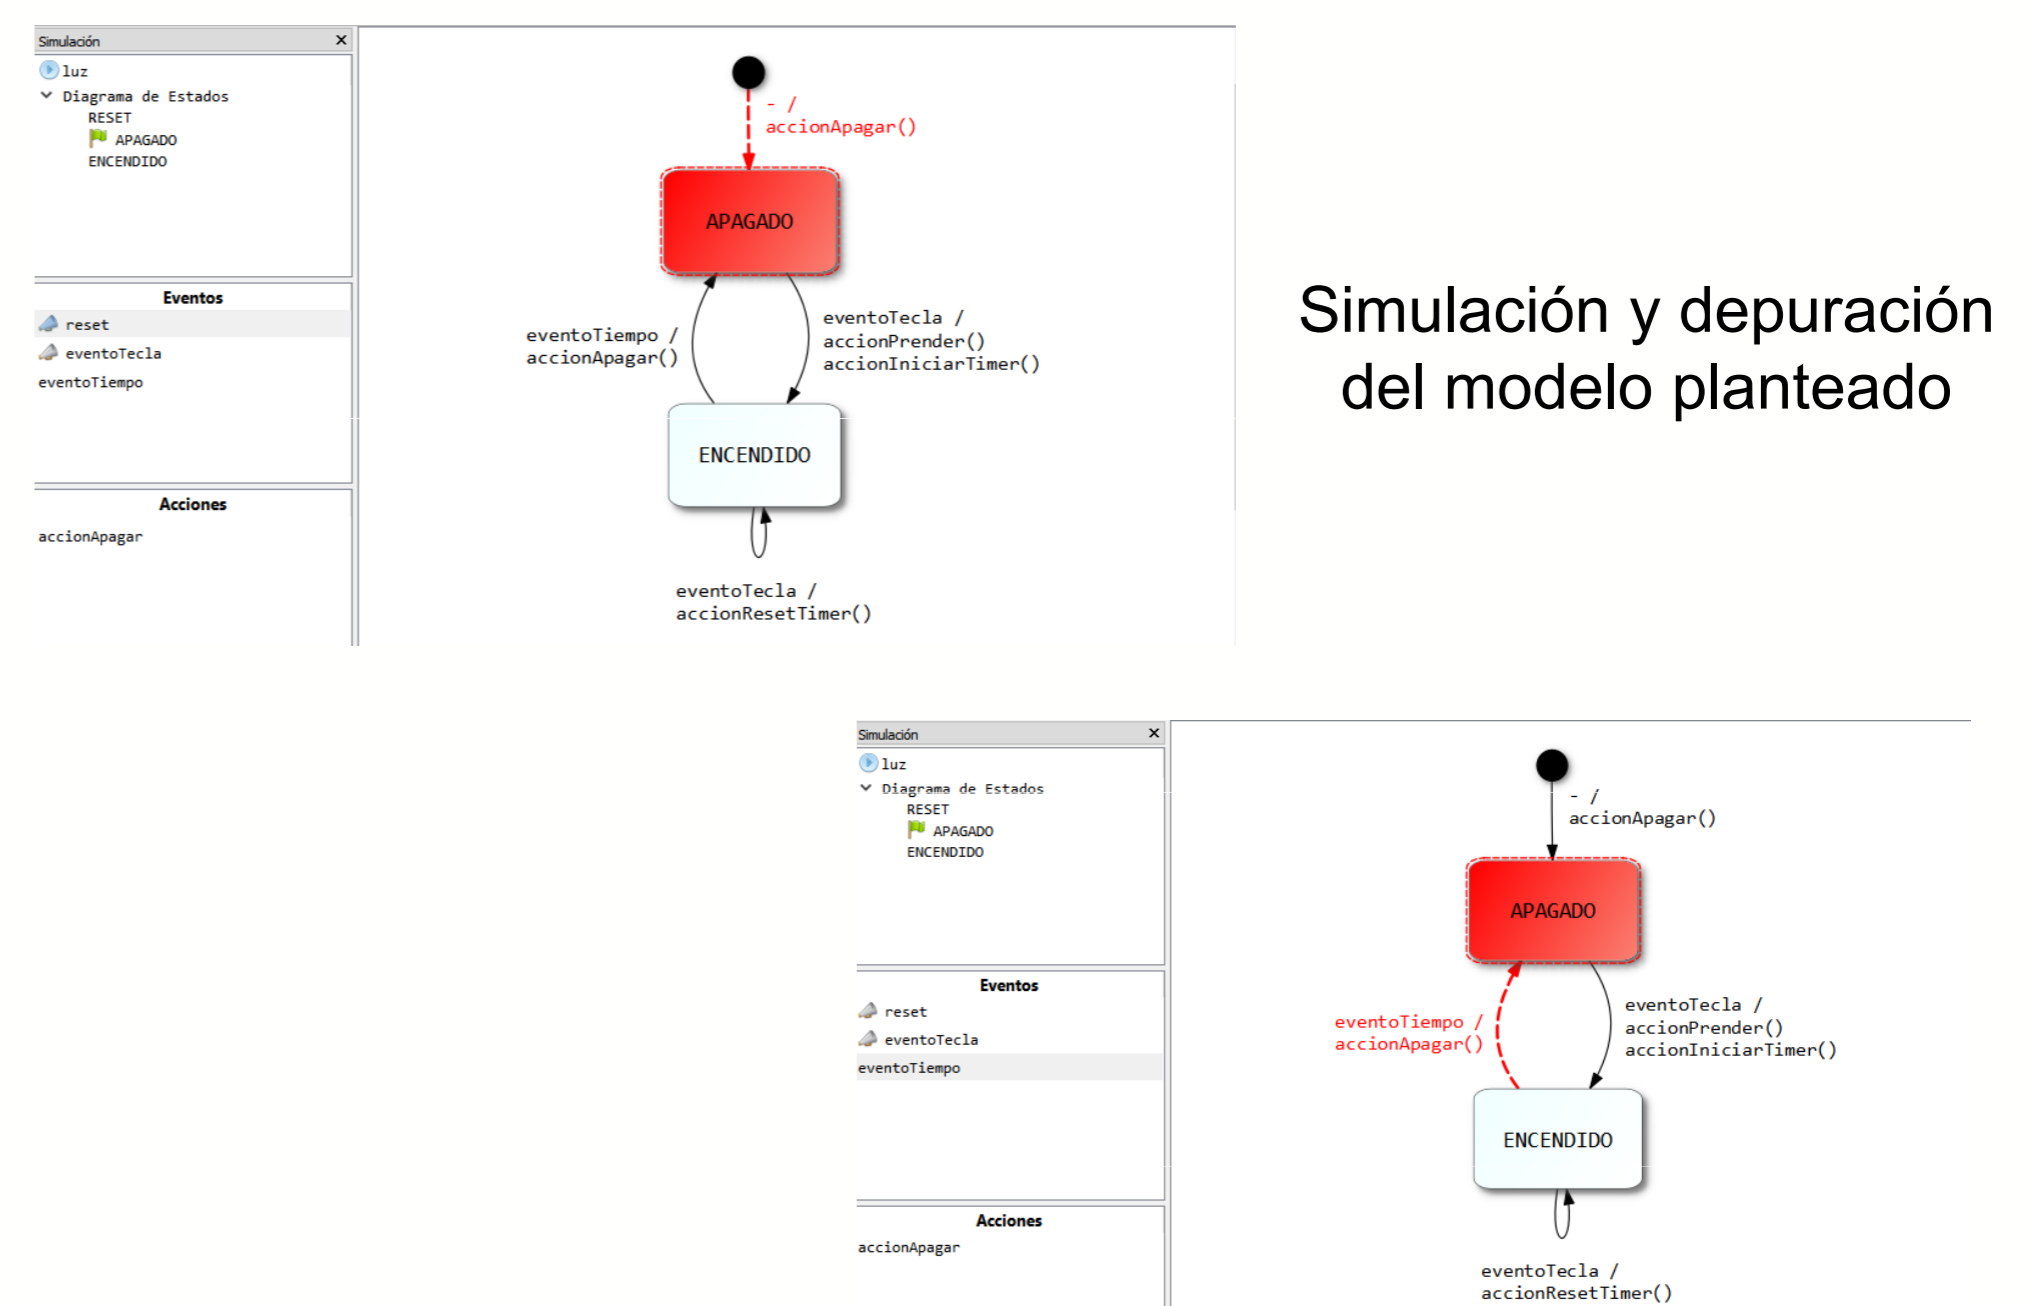 Simulación
luz
Diagrama de Estados
RESET
APAGADO
ENCENDIDO
Eventos
reset
eventoTecla
eventoTiempo
Acciones
accionApagar
- /
accionApagar()
APAGADO
eventoTiempo /
accionApagar()
eventoTecla /
accionPrender()
accionIniciarTimer()
ENCENDIDO
eventoTecla /
accionResetTimer()
Simulación y depuración
del modelo planteado
Simulación
luz
Diagrama de Estados
RESET
APAGADO
ENCENDIDO
Eventos
reset
eventoTecla
eventoTiempo
Acciones
accionApagar
- /
accionApagar()
APAGADO
eventoTiempo /
accionApagar()
eventoTecla /
accionPrender()
accionIniciarTimer()
ENCENDIDO
eventoTecla /
accionResetTimer()